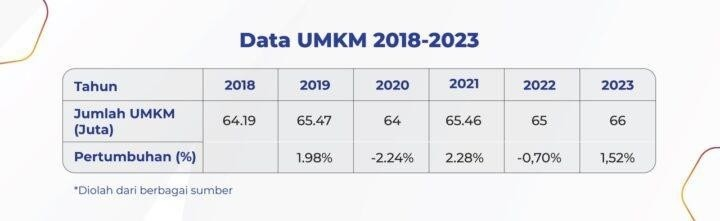 Data UMKM 2018-2023
Tahun 2018 2019 2020 2021 2022 2023
Jumlah UMKM
(Juta) 64.19 65.47 64 65.46 65 66
Pertumbuhan (%) 1.98% -2.24% 2.28% -0,70% 1,52%
*Diolah dari berbagai sumber